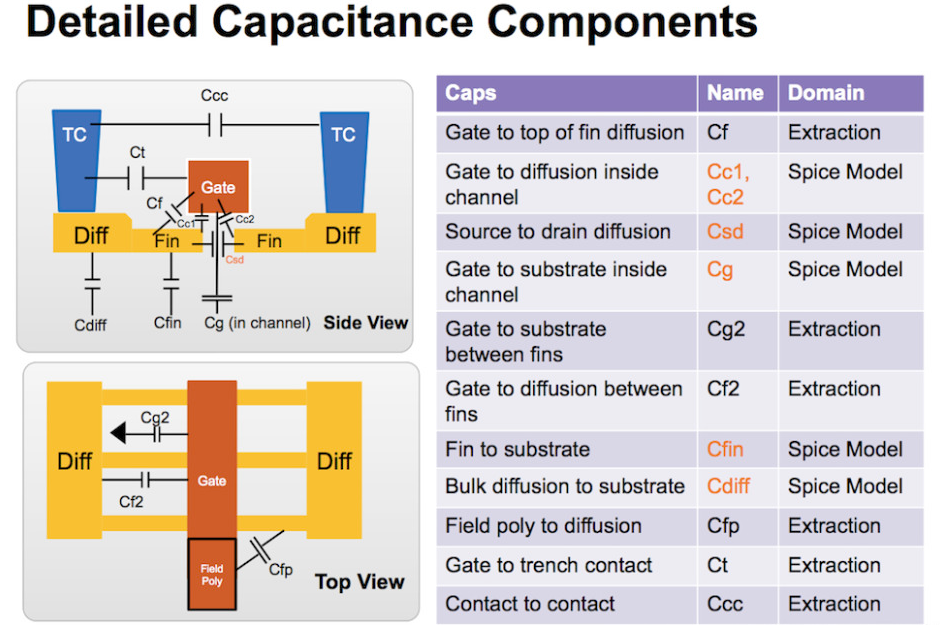 Detailed Capacitance Components
Ccc
TC
TC
Ct
Gate
Cf
Cc1
Cc2
Diff
Fin
Fin
Diff
Csd
Cdiff
Cfin
Cg (in channel)
Side View
Cg2
Diff
Diff
Gate
Cf2
Field
Poly
Cfp
Top View
Caps Name Domain
Gate to top of fin diffusion Cf Extraction
Gate to diffusion inside Cc1, Spice Model
channel Cc2
Source to drain diffusion Csd Spice Model
Gate to substrate inside Cg Spice Model
channel
Gate to substrate Cg2 Extraction
between fins
Gate to diffusion between Cf2 Extraction
fins
Fin to substrate Cfin Spice Model
Bulk diffusion to substrate Cdiff Spice Model
Field poly to diffusion Cfp Extraction
Gate to trench contact Ct Extraction
Contact to contact Ccc Extraction